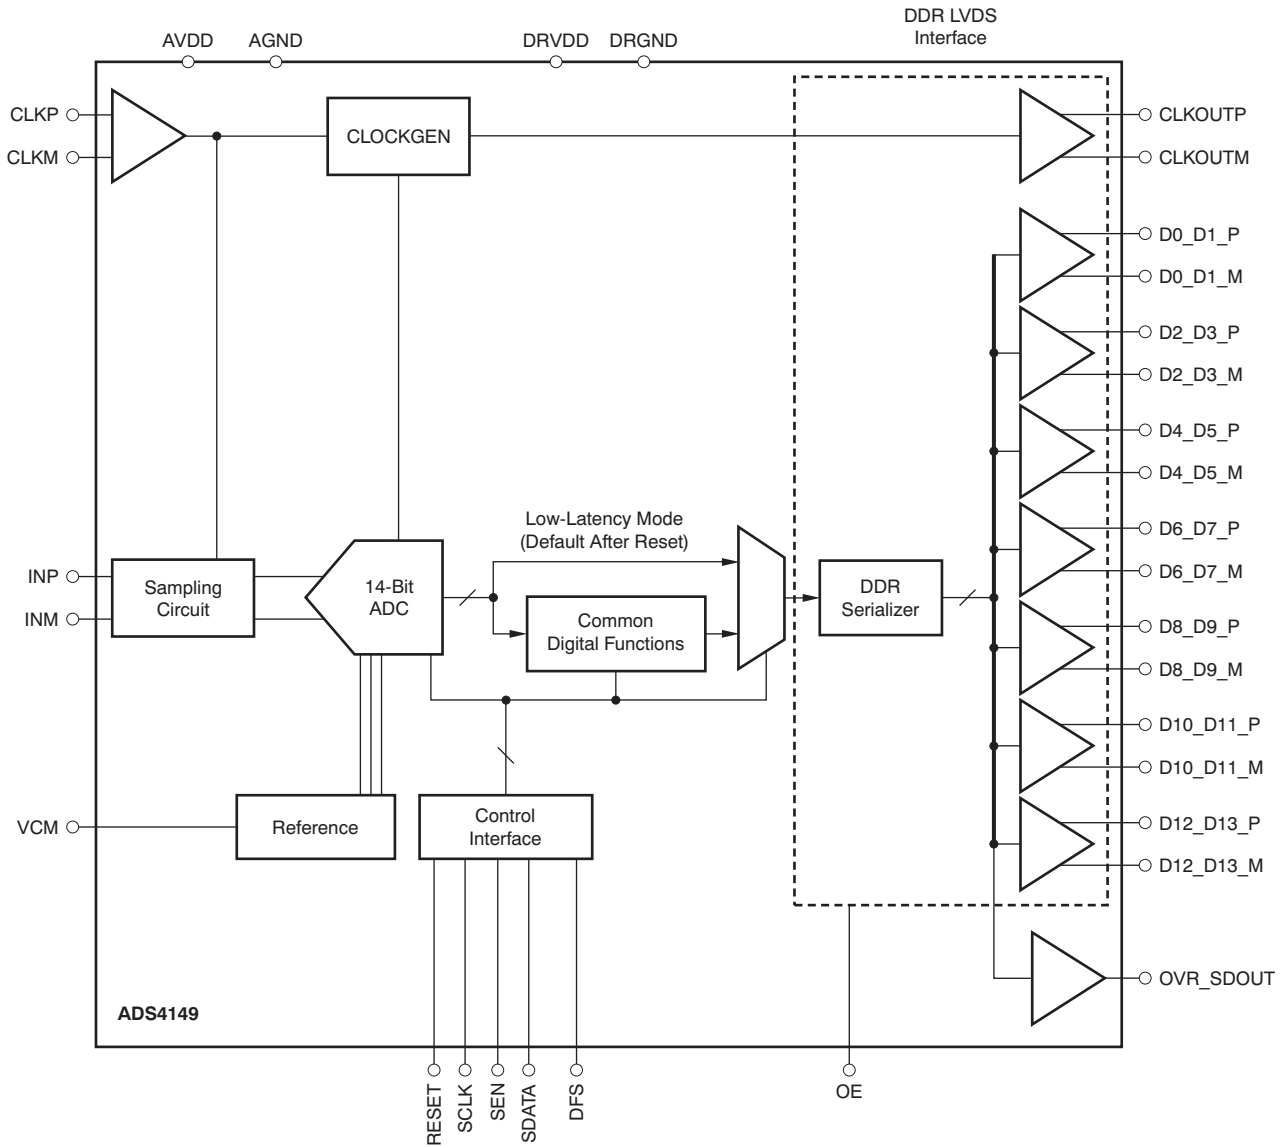 DDR LVDS
Interface
AVDD
AGND
DRVDD
DRGND
CLKP
CLKM
CLOCKGEN
CLKOUTP
CLKOUTM
D0_D1_P
D0_D1_M
D2_D3_P
D2_D3_M
D4_D5_P
D4_D5_M
Low-Latency Mode
(Default After Reset)
D6_D7_P
D6_D7_M
INP
INM
Sampling
Circuit
14-Bit
ADC
Common
Digital Functions
DDR
Serializer
D8_D9_P
D8_D9_M
D10_D11_P
D10_D11_M
VCM
Reference
Control
Interface
D12_D13_P
D12_D13_M
OVR_SDOUT
ADS4149
RESET
SCLK
SEN
SDATA
DFS
OE